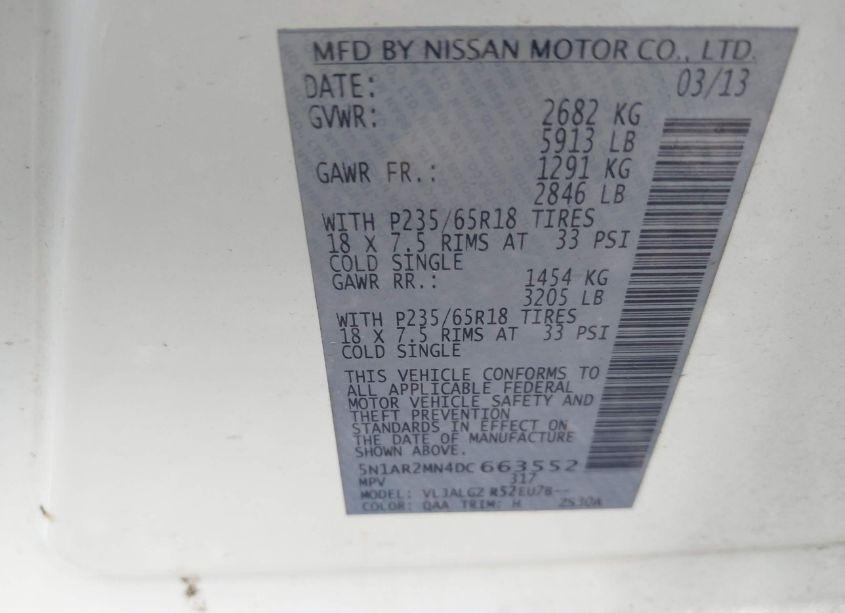 MFD BY NISSAN MOTOR CO., LTD.
DATE: 03/13
GVWR: 2682 KG
5913 LB
GAWR FR.: 1291 KG
2846 LB
WITH P235/65R18 TIRES
18 X 7.5 RIMS AT 33 PSI
COLD SINGLE
GAWR RR.: 1454 KG
3205 LB
WITH P235/65R18 TIRES
18 X 7.5 RIMS AT 33 PSI
COLD SINGLE
THIS VEHICLE CONFORMS TO
ALL APPLICABLE FEDERAL
MOTOR VEHICLE SAFETY AND
THEFT PREVENTION
STANDARDS IN EFFECT ON
THE DATE OF MANUFACTURE
SHOWN ABOVE.
5N1AR2MN4DC663552
MPV 317
MODEL:
COLOR: QAA TRIM: H